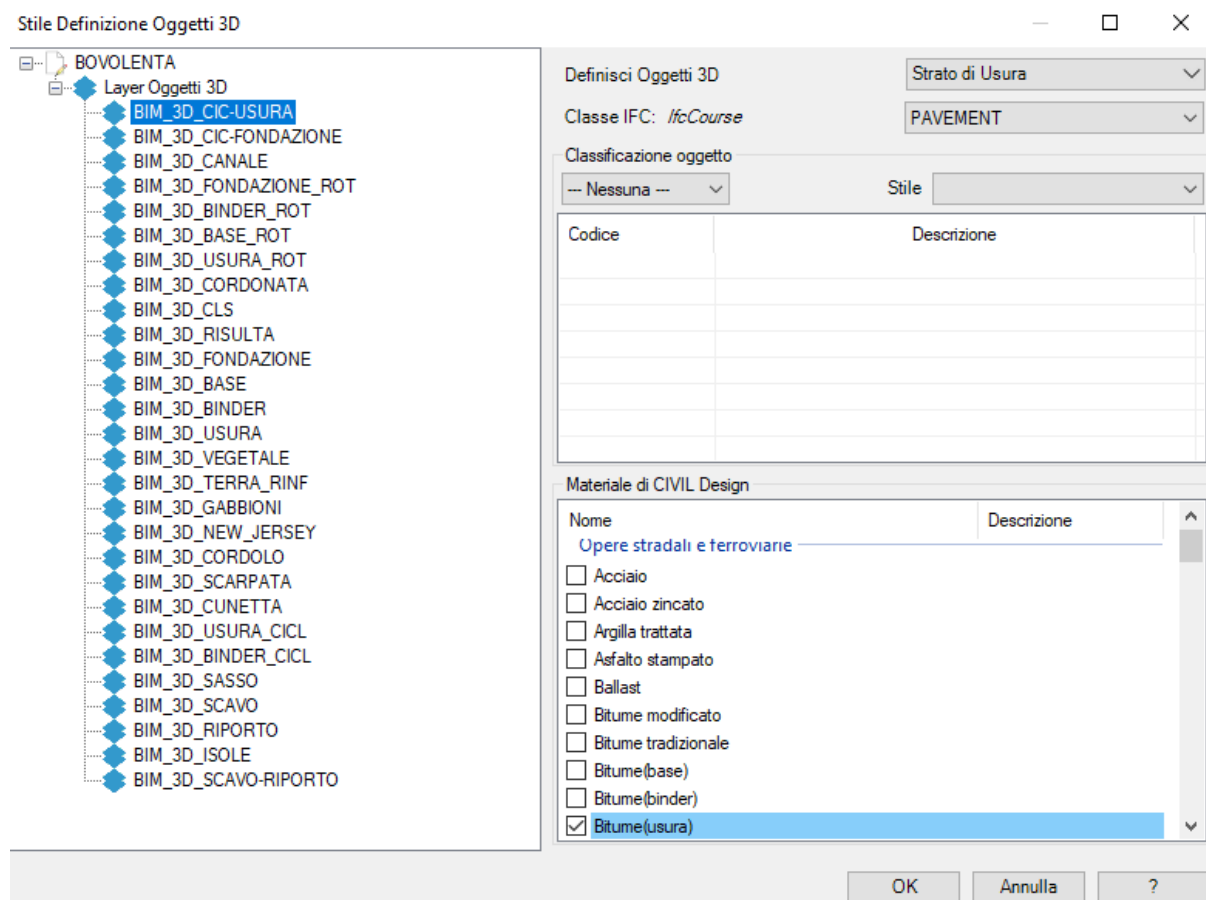 Stile Definizione Oggetti 3D
BOVOLENTA
Layer Oggetti 3D
BIM_3D_CIC-USURA
BIM_3D_CIC-FONDAZIONE
BIM_3D_CANALE
BIM_3D_FONDAZIONE_ROT
BIM_3D_BINDER_ROT
BIM_3D_BASE_ROT
BIM_3D_USURA_ROT
BIM_3D_CORDONATA
BIM_3D_CLS
BIM_3D_RISULTA
BIM_3D_FONDAZIONE
BIM_3D_BASE
BIM_3D_BINDER
BIM_3D_USURA
BIM_3D_VEGETALE
BIM_3D_TERRA_RINF
BIM_3D_GABBIONI
BIM_3D_NEW_JERSEY
BIM_3D_CORDOLO
BIM_3D_SCARPATA
BIM_3D_CUNETTA
BIM_3D_USURA_CICL
BIM_3D_BINDER_CICL
BIM_3D_SASSO
BIM_3D_SCAVO
BIM_3D_RIPORTO
BIM_3D_ISOLE
BIM_3D_SCAVO-RIPORTO
Definisci Oggetti 3D Strato di Usura
Classe IFC: IfcCourse PAVEMENT
Classificazione oggetto
--- Nessuna --- Stile
Codice Descrizione
Materiale di CIVIL Design
Nome Descrizione
Opere stradali e ferroviarie
Acciaio
Acciaio zincato
Argilla trattata
Asfalto stampato
Ballast
Bitume modificato
Bitume tradizionale
Bitume(base)
Bitume(binder)
Bitume(usura)
OK Annulla ?